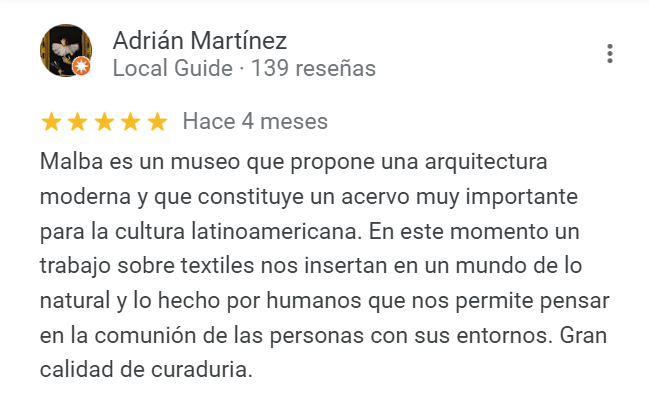 Adrián Martínez
Local Guide · 139 reseñas
Hace 4 meses
Malba es un museo que propone una arquitectura
moderna y que constituye un acervo muy importante
para la cultura latinoamericana. En este momento un
trabajo sobre textiles nos insertan en un mundo de lo
natural y lo hecho por humanos que nos permite pensar
en la comunión de las personas con sus entornos. Gran
calidad de curaduria.